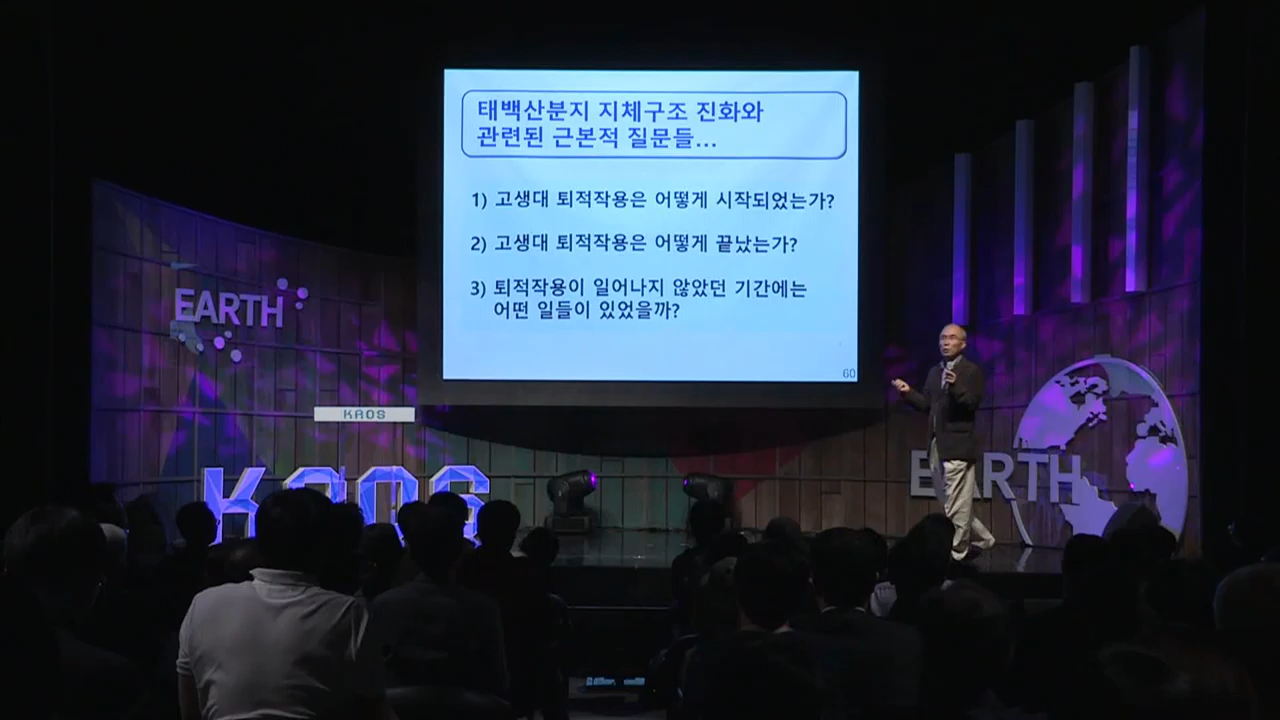 태백산분지 지체구조 진화와
관련된 근본적 질문들...
1) 고생대 퇴적작용은 어떻게 시작되었는가?
2) 고생대 퇴적작용은 어떻게 끝났는가?
3) 퇴적작용이 일어나지 않았던 기간에는
어떤 일들이 있었을까?
60
EARTH
KAOS
KAOS
EARTH